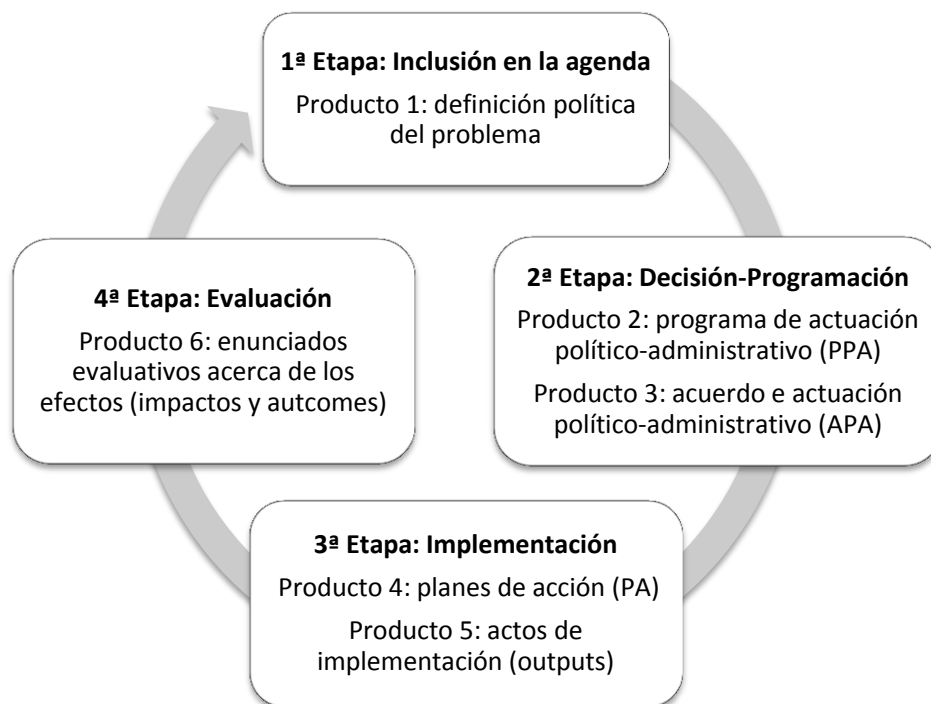 1ª Etapa: Inclusión en la agenda
Producto 1: definición política
del problema
2ª Etapa: Decisión-Programación
Producto 2: programa de actuación
político-administrativo (PPA)
Producto 3: acuerdo e actuación
político-administrativo (APA)
3ª Etapa: Implementación
Producto 4: planes de acción (PA)
Producto 5: actos de
implementación (outputs)
4ª Etapa: Evaluación
Producto 6: enunciados
evaluativos acerca de los
efectos (impactos y autcomes)